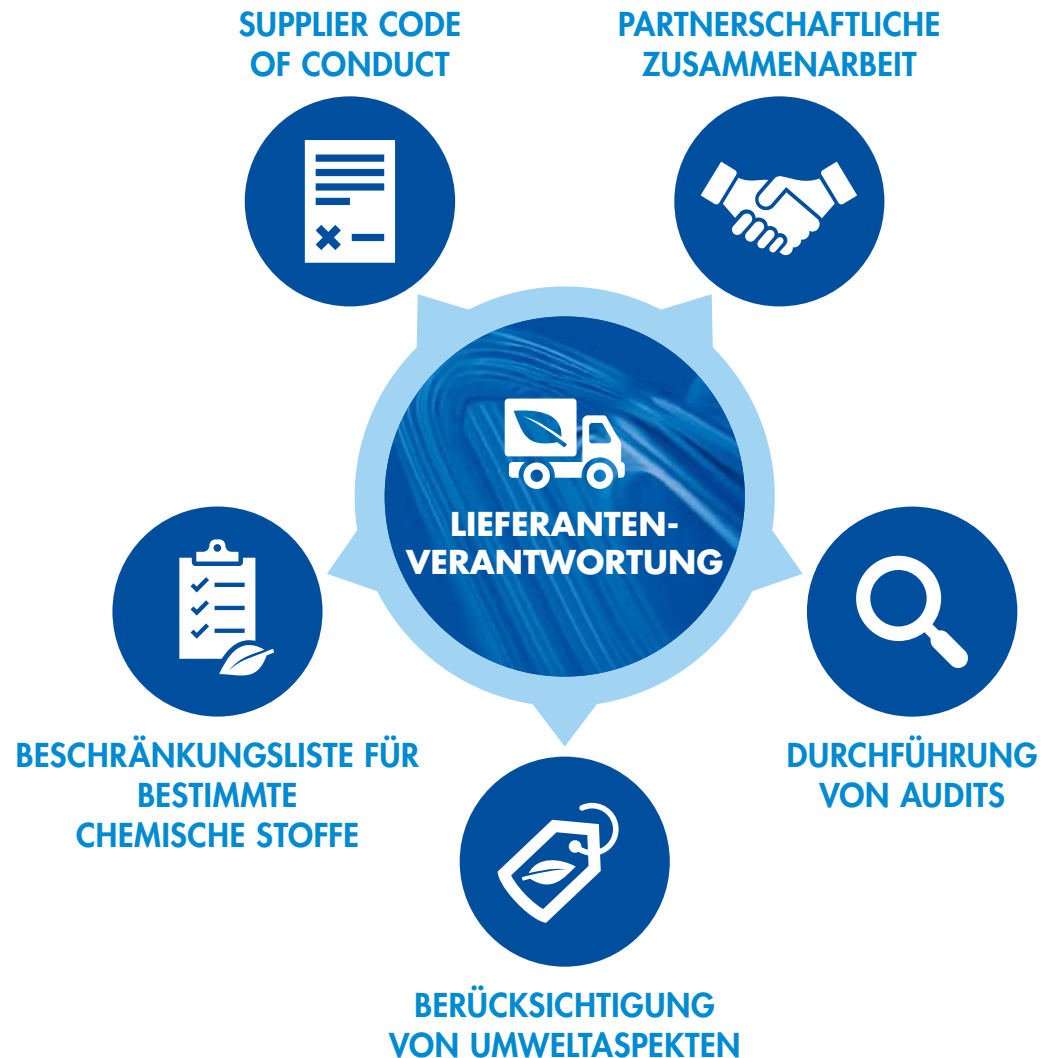 SUPPLIER CODE
OF CONDUCT
PARTNERSCHAFTLICHE
ZUSAMMENARBEIT
LIEFERANTEN-
VERANTWORTUNG
BESCHRÄNKUNGSLISTE FÜR
BESTIMMTE
CHEMISCHE STOFFE
DURCHFÜHRUNG
VON AUDITS
BERÜCKSICHTIGUNG
VON UMWELTASPEKTEN